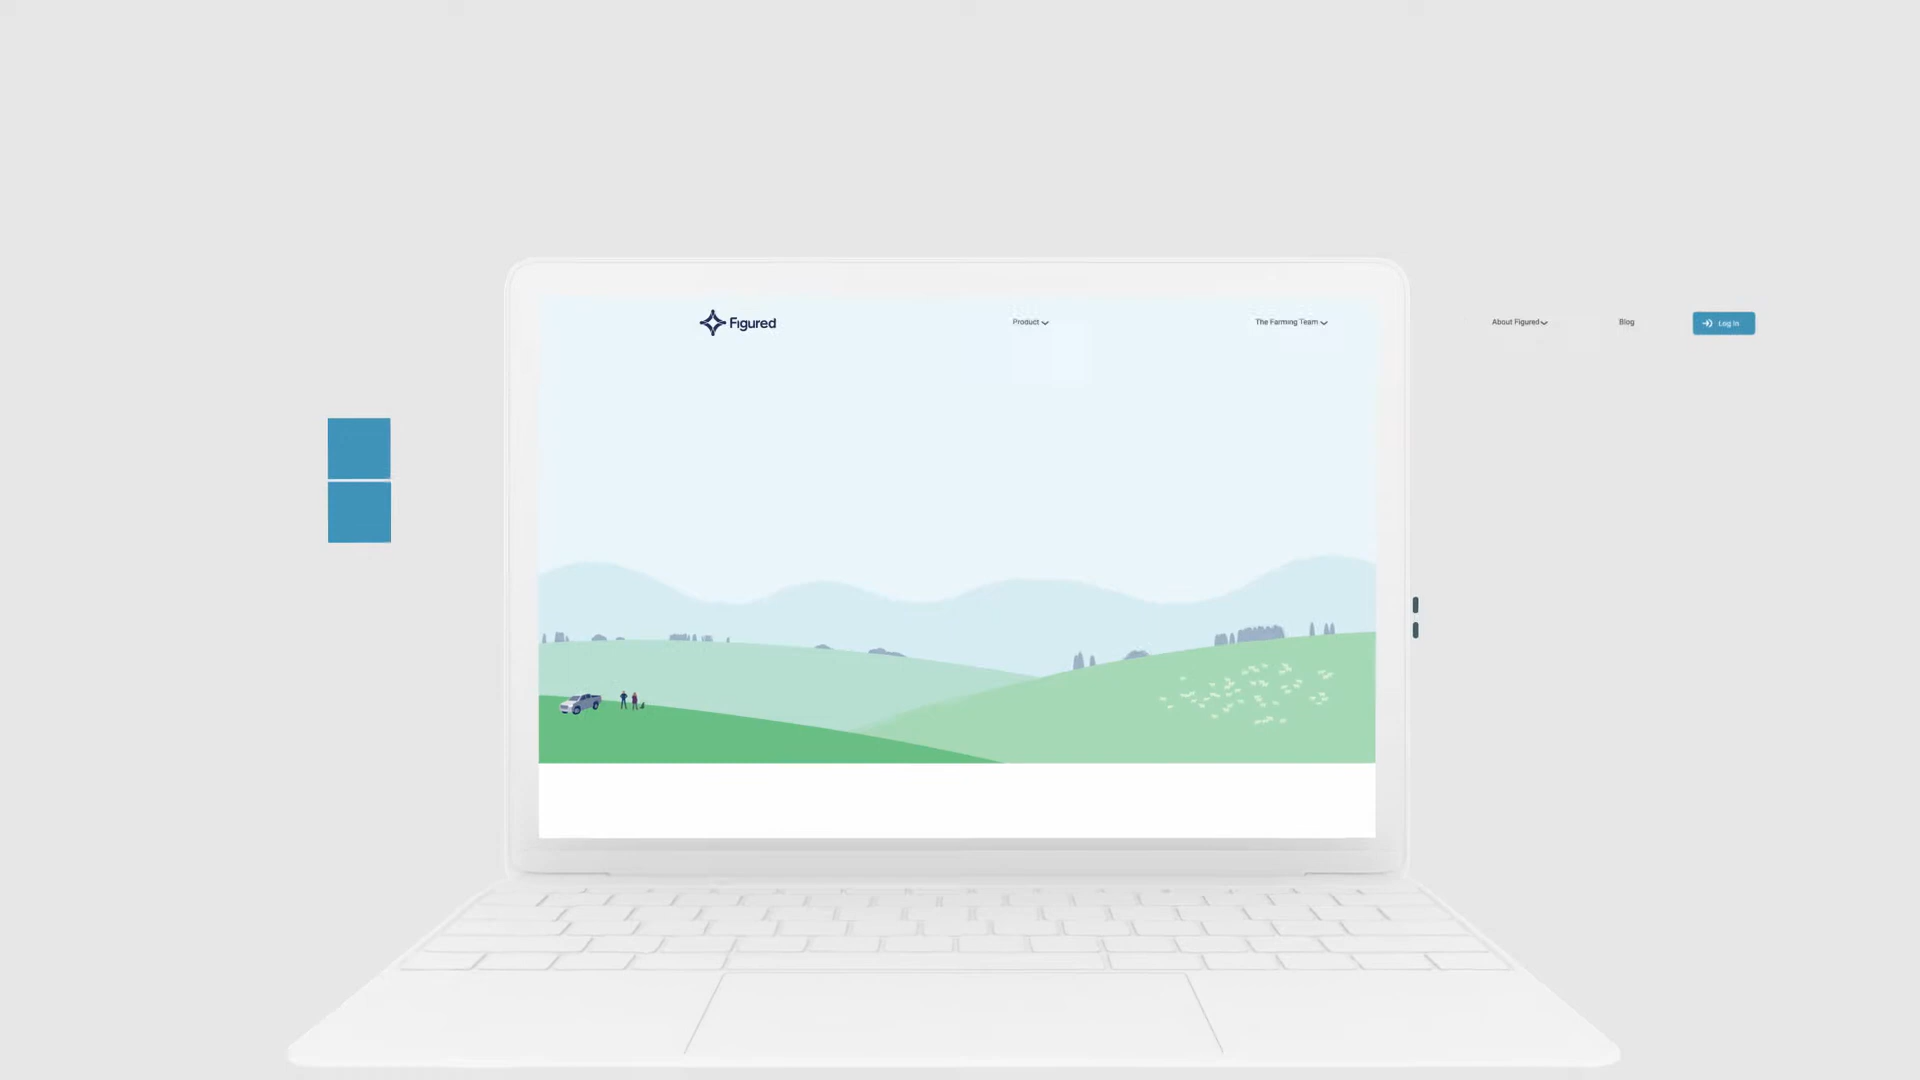 Figured
Product
The Farming Team
About Figured
Blog
Log In